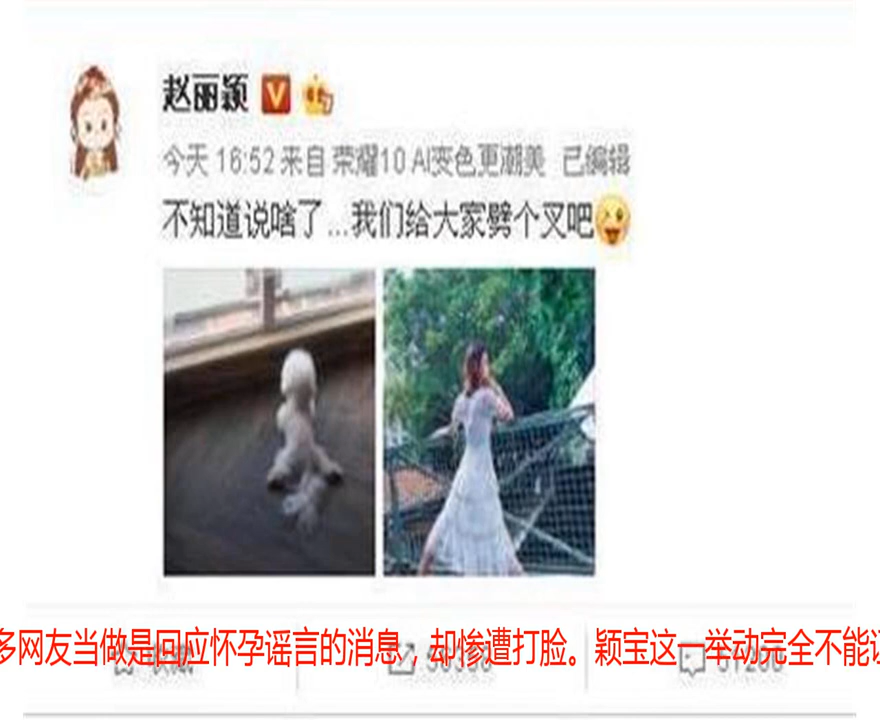 赵丽颖
今天 16:52 来自 荣耀10 AI变色更潮美 已编辑
不知道说啥了...我们给大家劈个叉吧
多网友当做是回应怀孕谣言的消息，却惨遭打脸。颖宝这一举动完全不能证